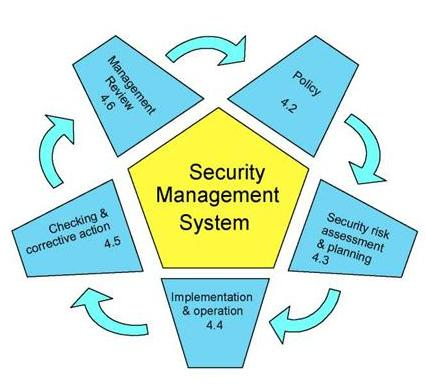 Management
Review
4.6
Policy
4.2
Security
Management
System
Checking &
corrective action
4.5
Security risk
assessment
& planning
4.3
Implementation
& operation
4.4